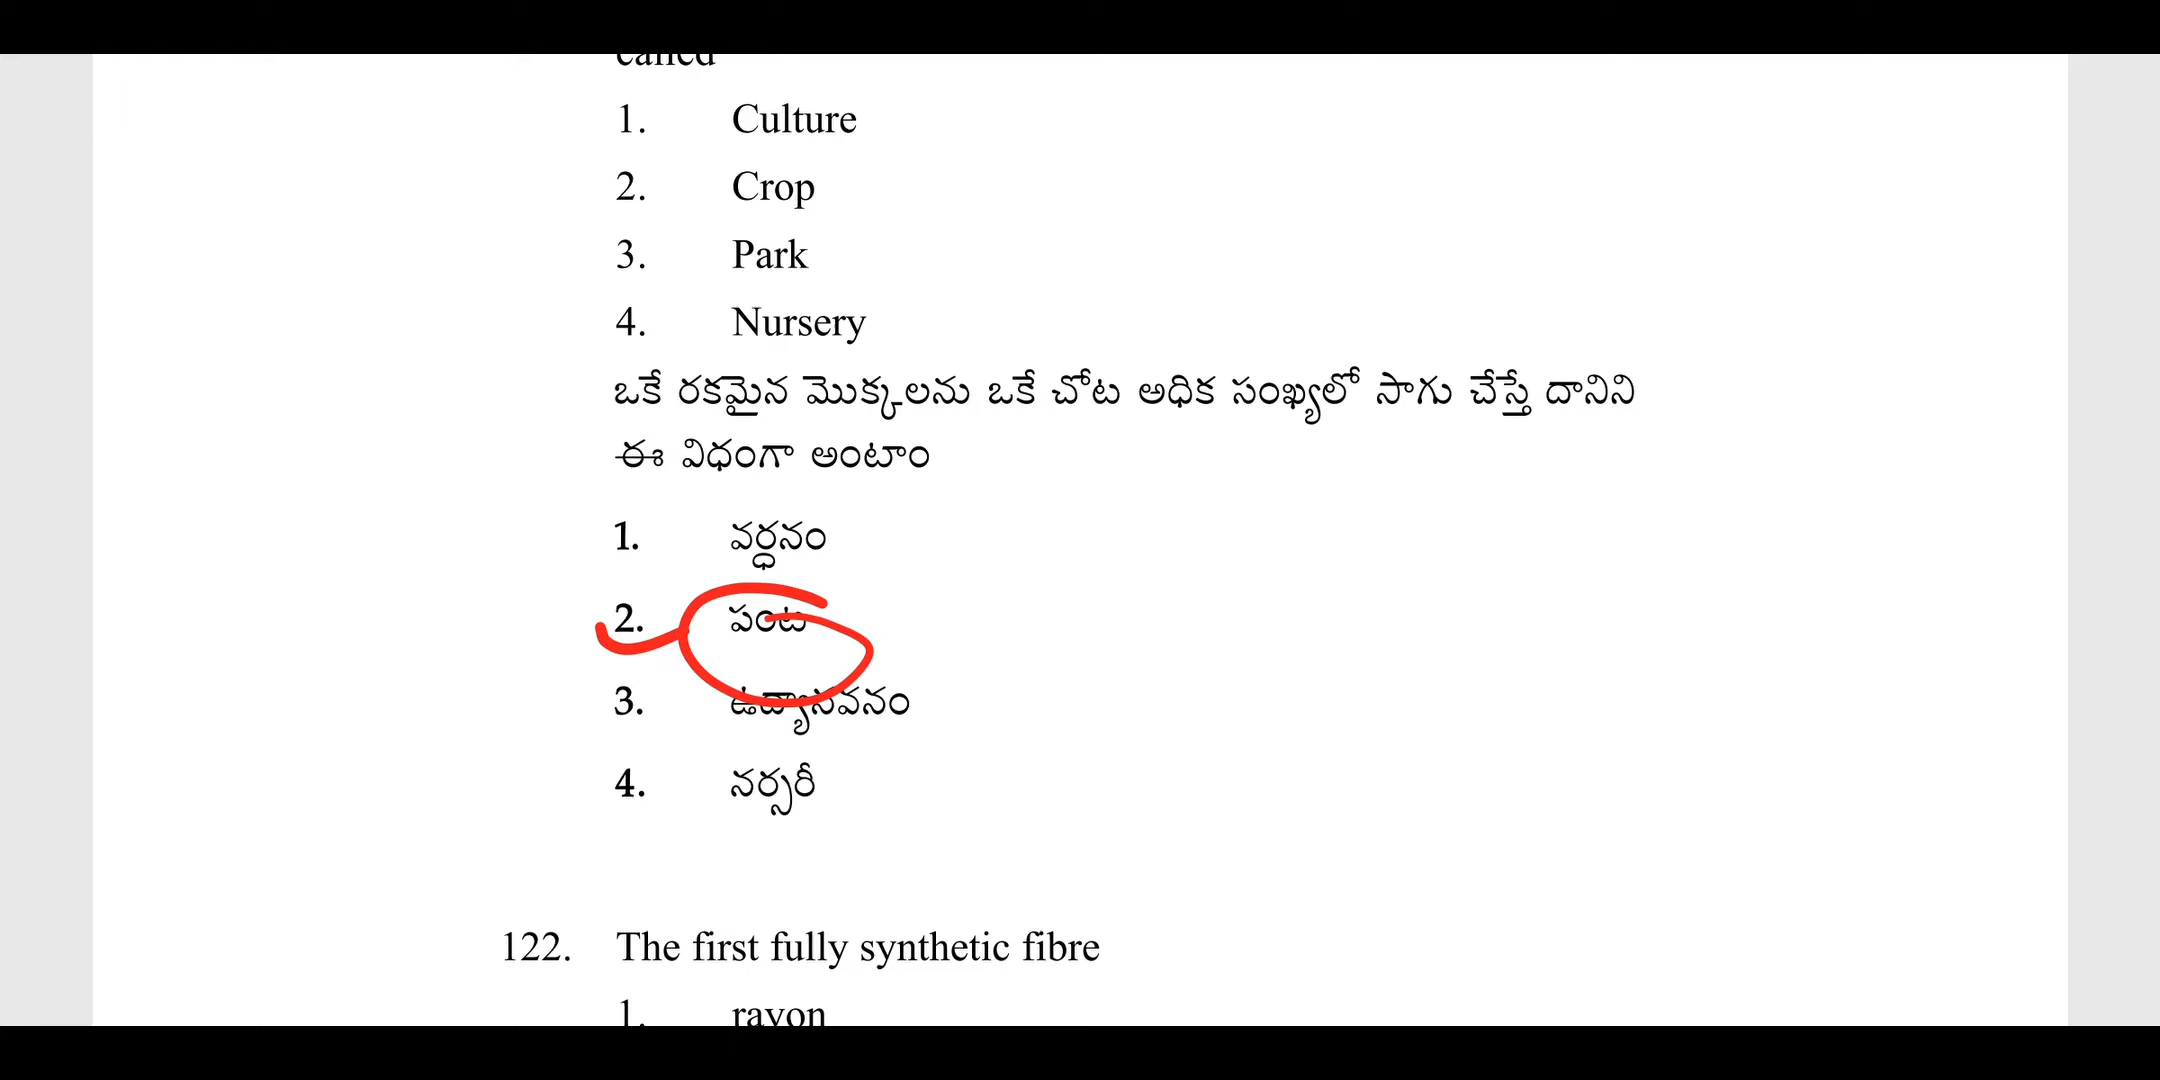 called
1. Culture
2. Crop
3. Park
4. Nursery
ఒకే రకమైన మొక్కలను ఒకే చోట అధిక సంఖ్యలో సాగు చేస్తే దానిని
ఈ విధంగా అంటాం
1. వర్ధనం
2. పంట
3. ఉద్యానవనం
4. నర్సరీ
122. The first fully synthetic fibre
1. rayon